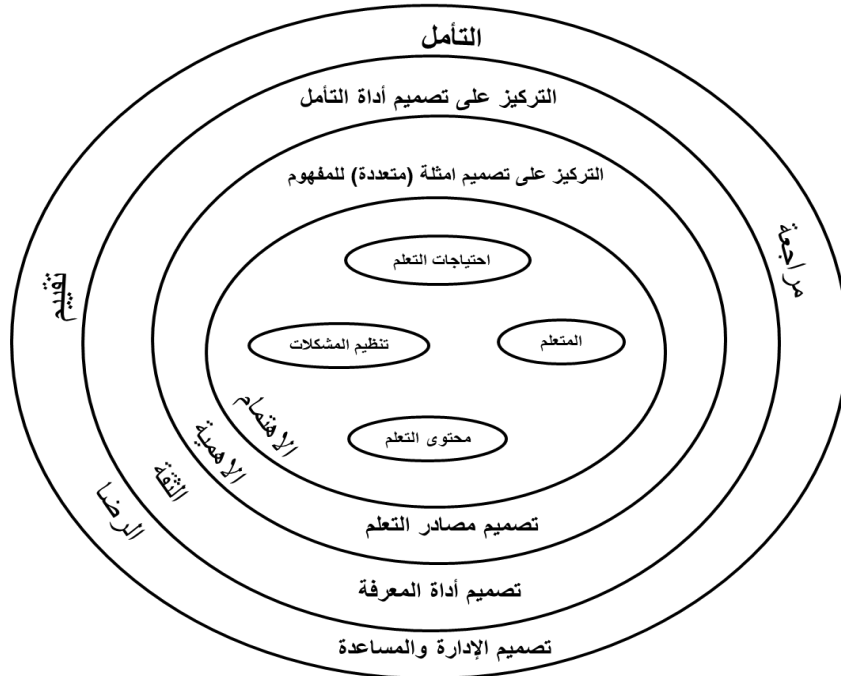 التأمل
التركيز على تصميم أداة التأمل
التركيز على تصميم امثلة (متعددة) للمفهوم
مراجعة
احتياجات التعلم
المتعلم
تنظيم المشكلات
محتوى التعلم
الاهتمام
الاهمية
الثقة
الرضا
تصميم مصادر التعلم
تصميم أداة المعرفة
تصميم الإدارة والمساعدة